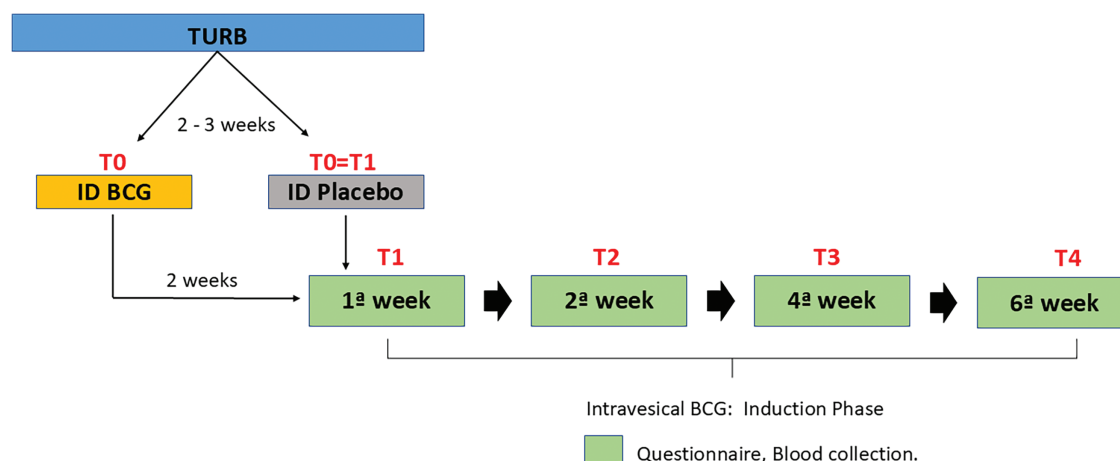 TURB
2 - 3 weeks
T0
T0=T1
ID BCG
ID Placebo
2 weeks
T1
T2
T3
T4
1ª week
2ª week
4ª week
6ª week
Intravesical BCG: Induction Phase
Questionnaire, Blood collection.